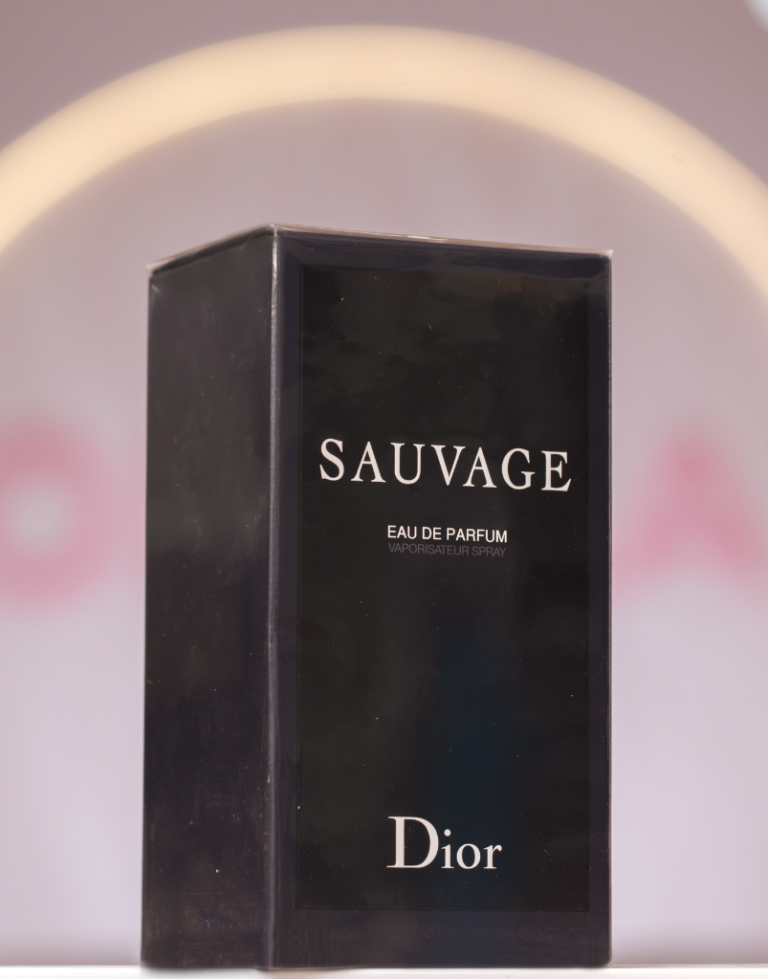 SAUVAGE
EAU DE PARFUM
VAPORISATEUR SPRAY
Dior